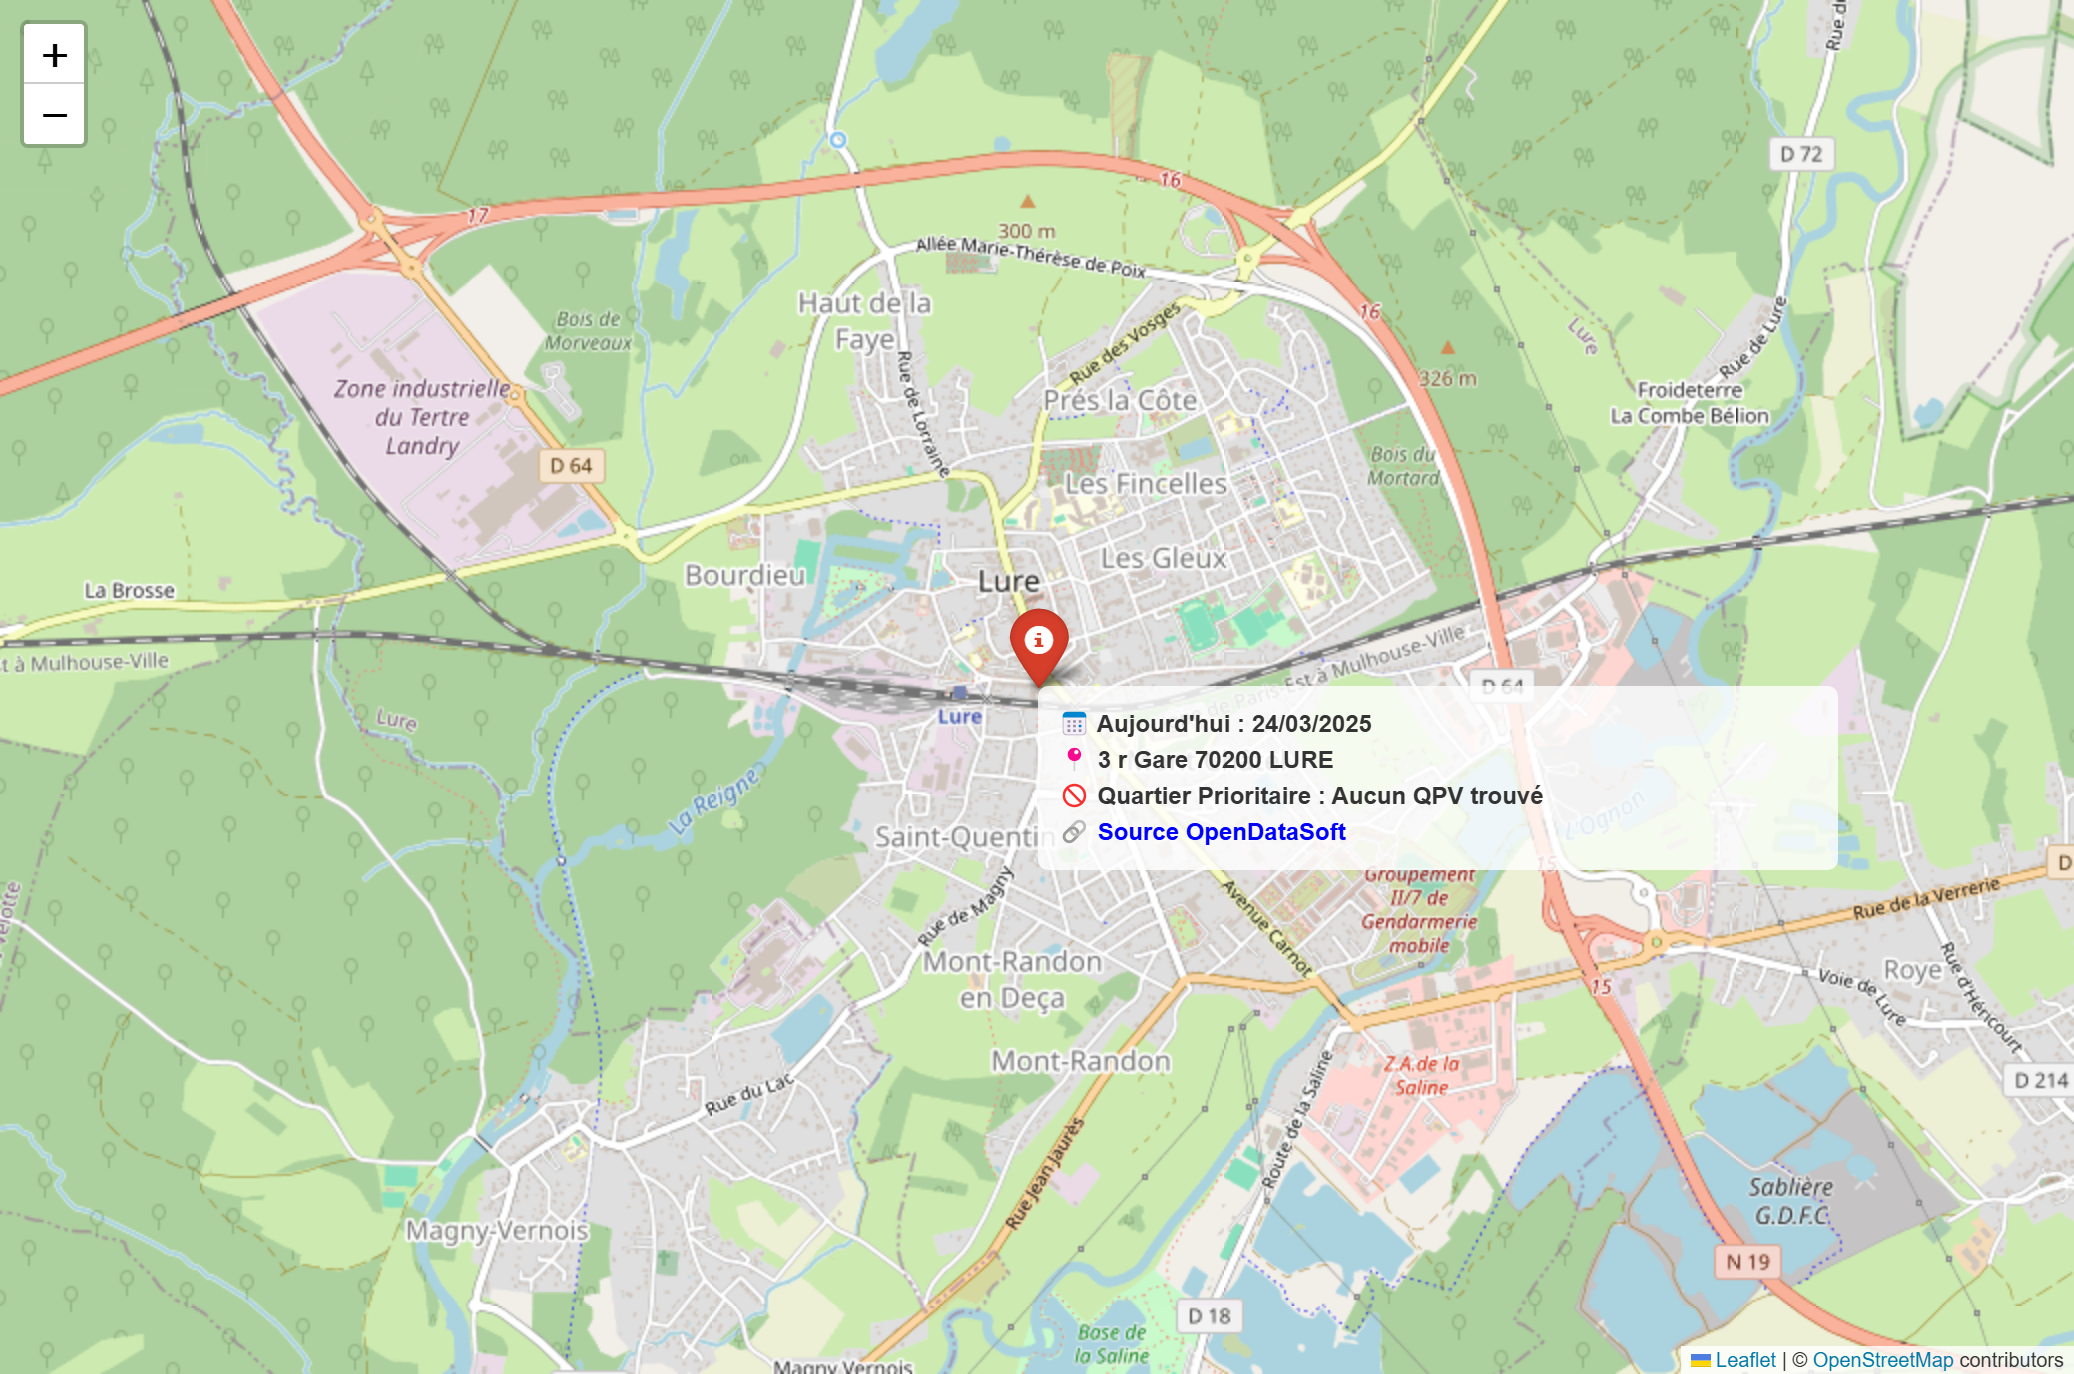 +
−
Rue de
D 72
16
17
300 m
Allée Marie-Thérèse de Poix
Haut de la
Faye
Bois de
Morveaux
Rue des Vosges
16
Lure
Rue de Lure
326 m
Froideterre
La Combe Bélion
Zone industrielle
du Tertre
Landry
Rue de Lorraine
Prés la Côte
D 64
Bois du
Mortard
Les Fincelles
Les Gleux
Bourdieu
Lure
La Brosse
t à Mulhouse-Ville
de Paris-Est à Mulhouse-Ville
D 64
Lure
Lure
Aujourd'hui : 24/03/2025
3 r Gare 70200 LURE
Quartier Prioritaire : Aucun QPV trouvé
Source OpenDataSoft
La Reigne
L'Ognon
Saint-Quentin
15
D
Groupement
II/7 de
Gendarmerie
mobile
Rue de la Verrerie
Avenue Carnot
Rue de Magny
Velotte
Mont-Randon
en Deça
15
Voie de Lure
Roye
Rue d'Héricourt
Mont-Randon
Z.A.de la
Saline
D 214
Rue du Lac
Rue Jean Jaurès
Route de la Saline
Sablière
G.D.F.C
Magny-Vernois
N 19
D 18
Base de
la Saline
Magny Vernois
Leaflet | © OpenStreetMap contributors